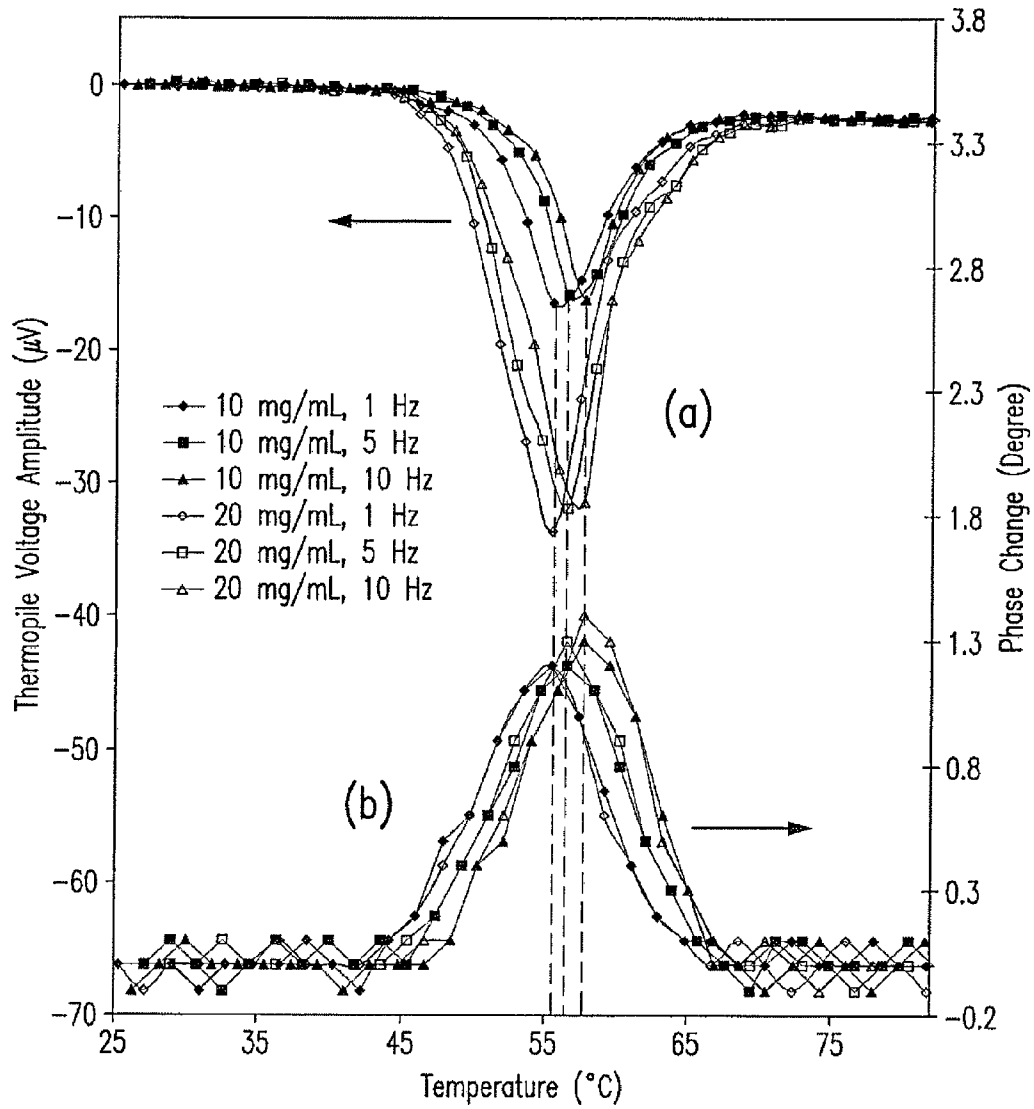 3.8
0
3.3
-10
2.8
-20
10 mg/mL, 1 Hz
10 mg/mL, 5 Hz
10 mg/mL, 10 Hz
20 mg/mL, 1 Hz
20 mg/mL, 5 Hz
20 mg/mL, 10 Hz
(a)
2.3
-30
1.8
-40
1.3
-50
(b)
0.8
-60
0.3
-70
-0.2
25
35
45
55
65
75
Temperature (°C)
Thermopile Voltage Amplitude (μV)
Phase Change (Degree)